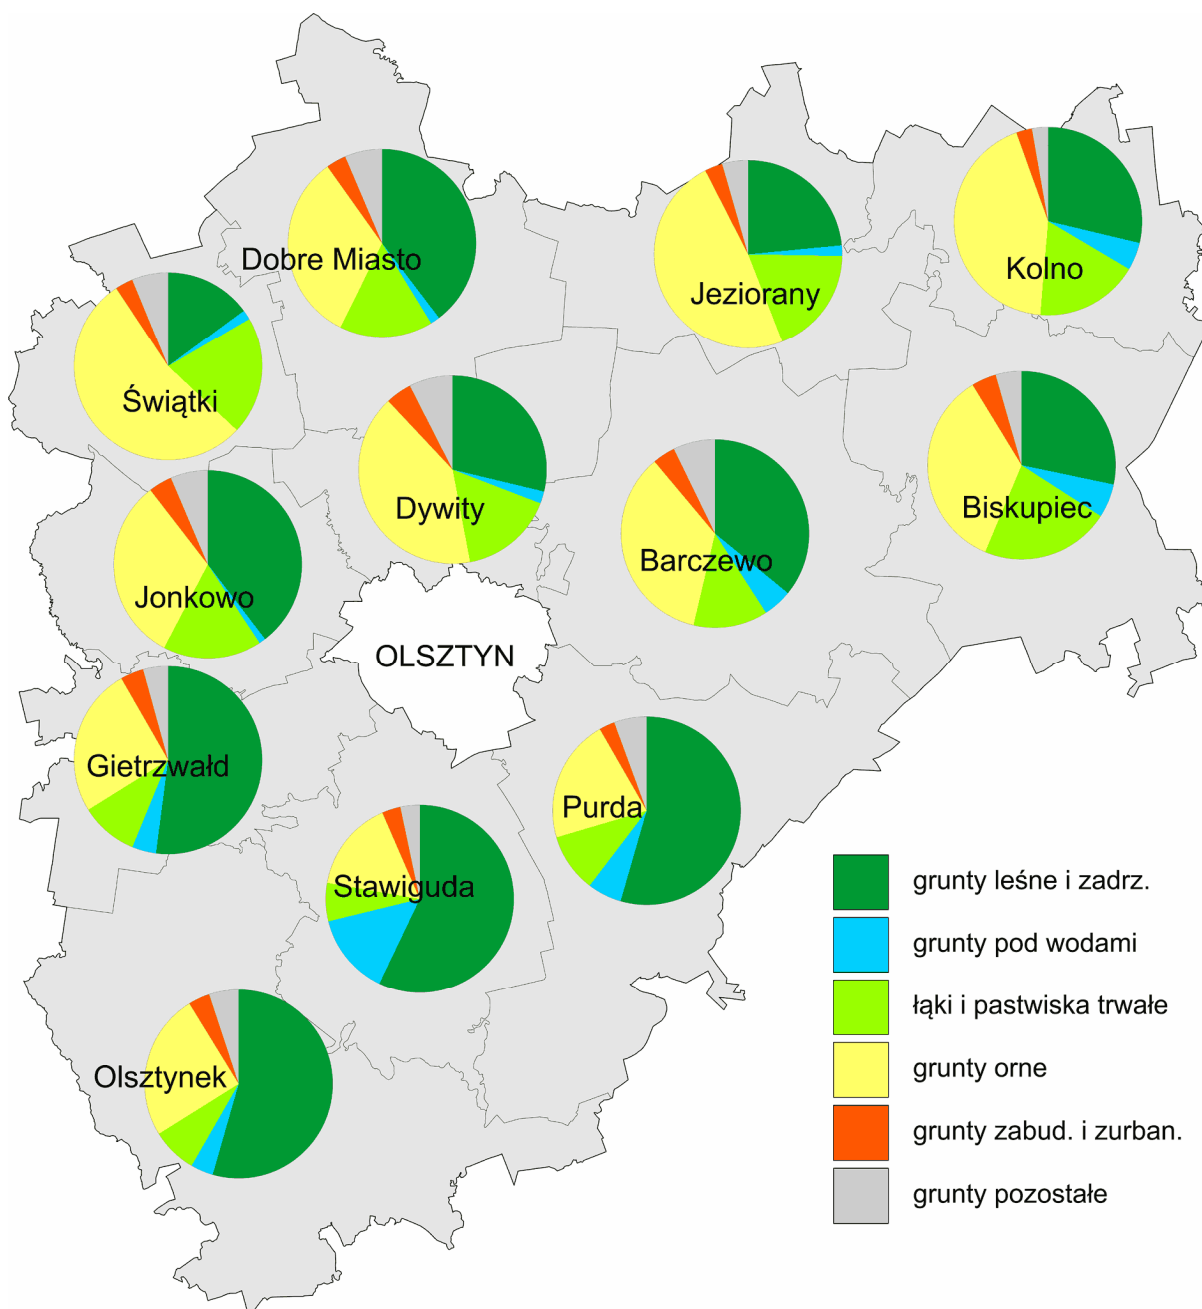 Dobre Miasto
Jeziorany
Kolno
Świątki
Dywity
Biskupiec
Barczewo
Jonkowo
OLSZTYN
Gietrzwałd
Purda
Stawiguda
Olsztynek
grunty leśne i zadrz.
grunty pod wodami
łąki i pastwiska trwałe
grunty orne
grunty zabud. i zurban.
grunty pozostałe